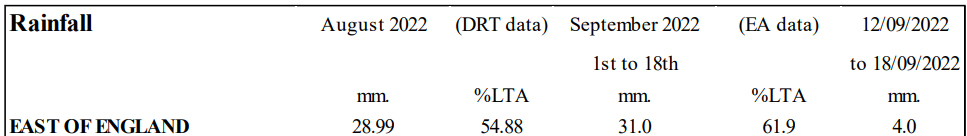 Rainfall August 2022 (DRT data) September 2022 (EA data) 12/09/2022
1st to 18th to 18/09/2022
mm. %LTA mm. %LTA mm.
EAST OF ENGLAND 28.99 54.88 31.0 61.9 4.0